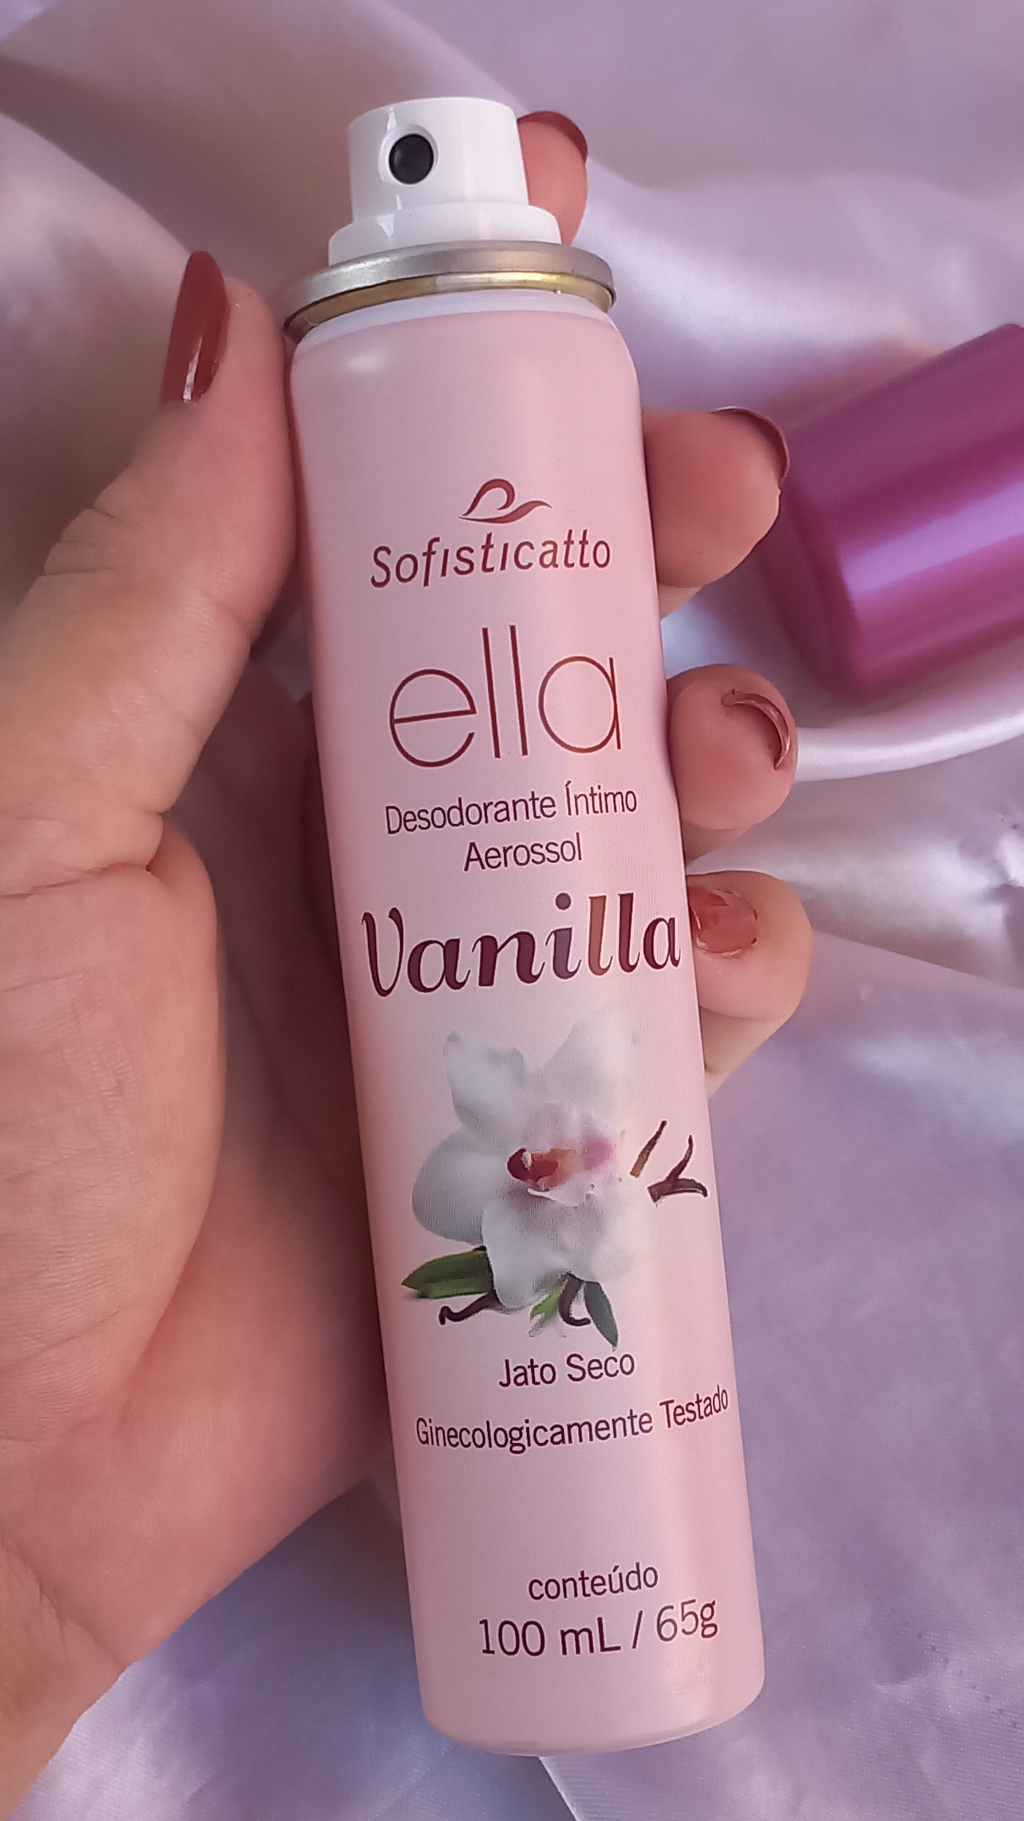 Sofisticatto
ella
Desodorante Íntimo
Aerossol
Vanilla
Jato Seco
Ginecologicamente Testado
conteúdo
100 mL / 65g